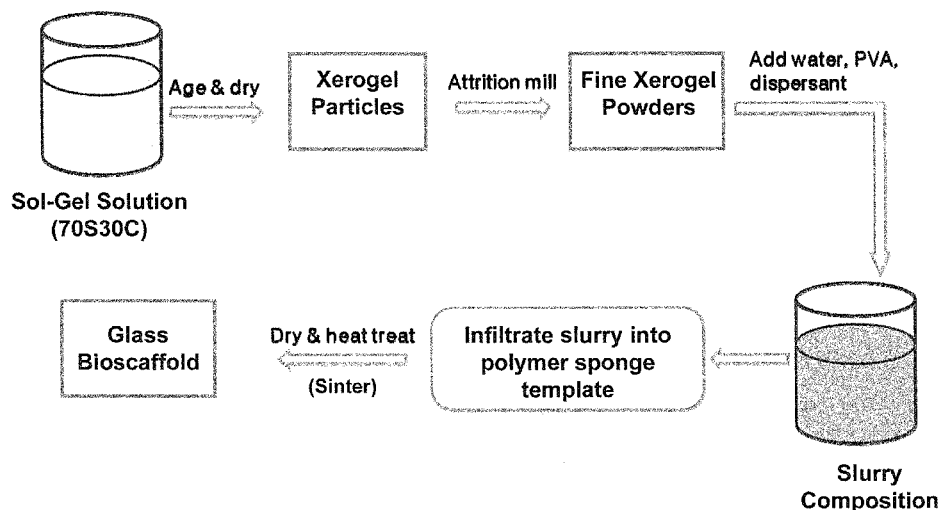 Age & dry
Xerogel
Particles
Attrition mill
Fine Xerogel
Powders
Add water, PVA,
dispersant
Sol-Gel Solution
(70S30C)
Glass
Bioscaffold
Dry & heat treat
(Sinter)
Infiltrate slurry into
polymer sponge
template
Slurry
Composition